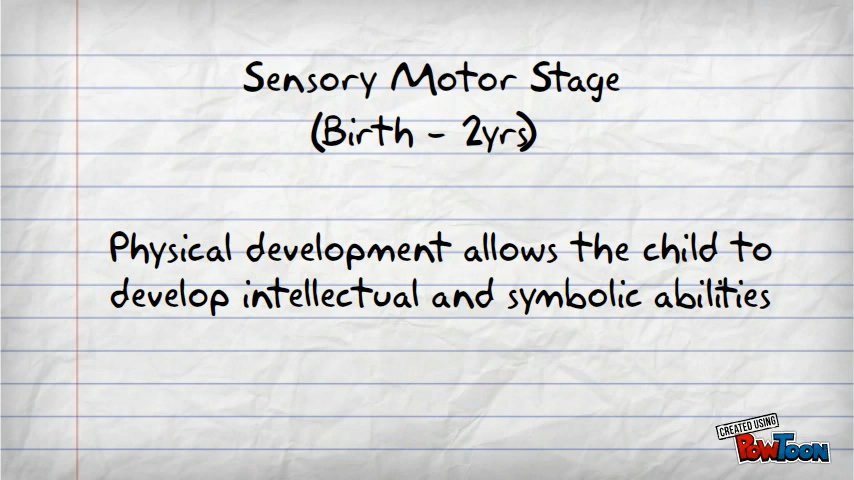 Sensory Motor Stage
(Birth - 2yrs)
Physical development allows the child to
develop intellectual and symbolic abilities
CREATED USING
POWTOON